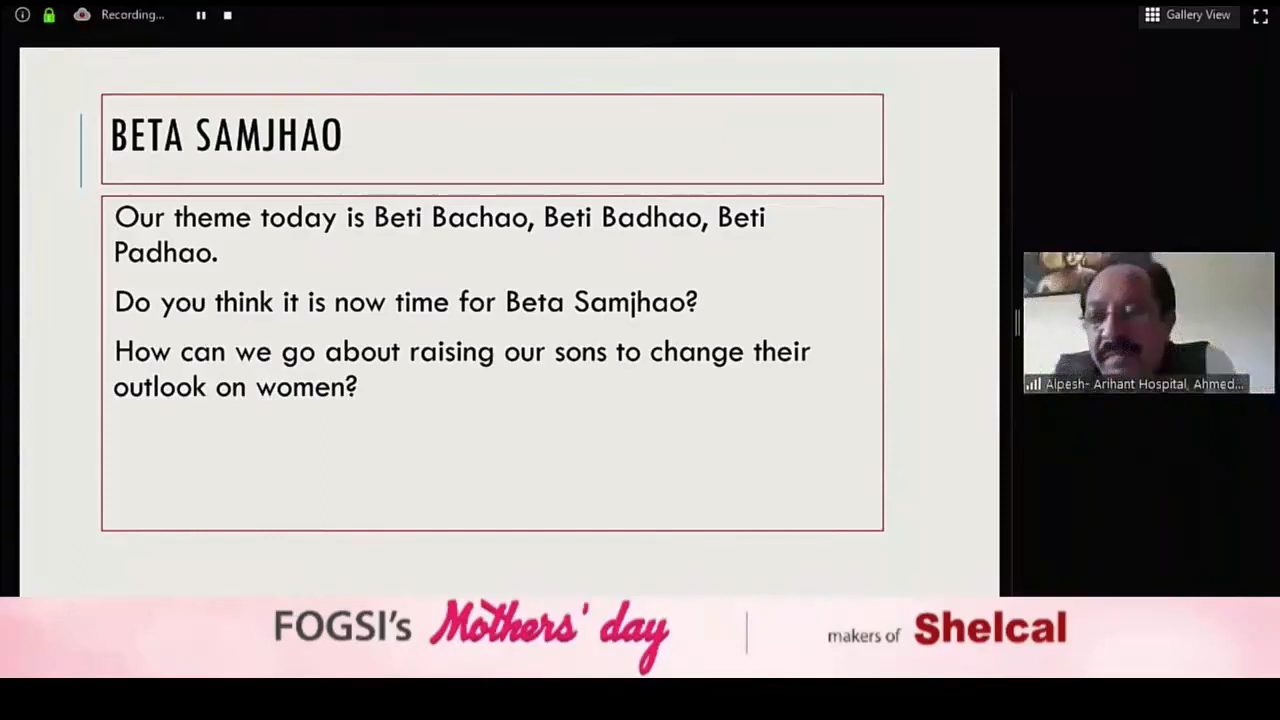 Recording...
Gallery View
BETA SAMJHAO
Our theme today is Beti Bachao, Beti Badhao, Beti
Padhao.
Do you think it is now time for Beta Samjhao?
How can we go about raising our sons to change their
outlook on women?
Alpesh- Arihant Hospital, Ahmed...
FOGSI's Mothers' day
makers of Shelcal